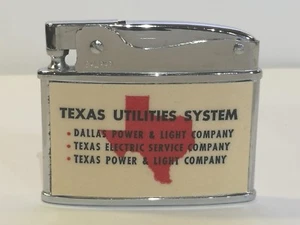 TEXAS UTILITIES SYSTEM
• DALLAS POWER & LIGHT COMPANY
• TEXAS ELECTRIC SERVICE COMPANY
• TEXAS POWER & LIGHT COMPANY